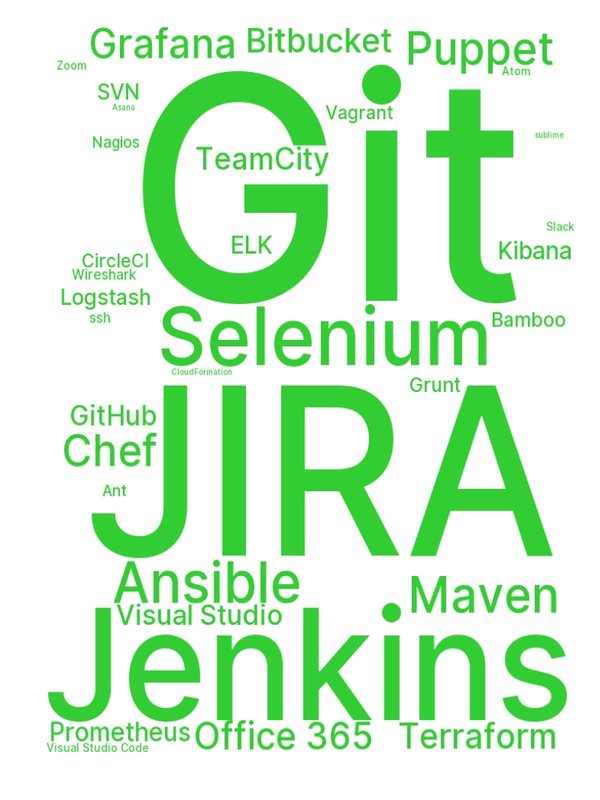 Grafana Bitbucket Puppet
Zoom
Atom
SVN
Asana
Vagrant
Git
sublime
Nagios
TeamCity
Slack
ELK
Kibana
CircleCI
Wireshark
Logstash
ssh
Bamboo
Selenium
CloudFormation
Grunt
JIRA
GitHub
Chef
Ant
Ansible
Maven
Visual Studio
Jenkins
Prometheus Office 365 Terraform
Visual Studio Code